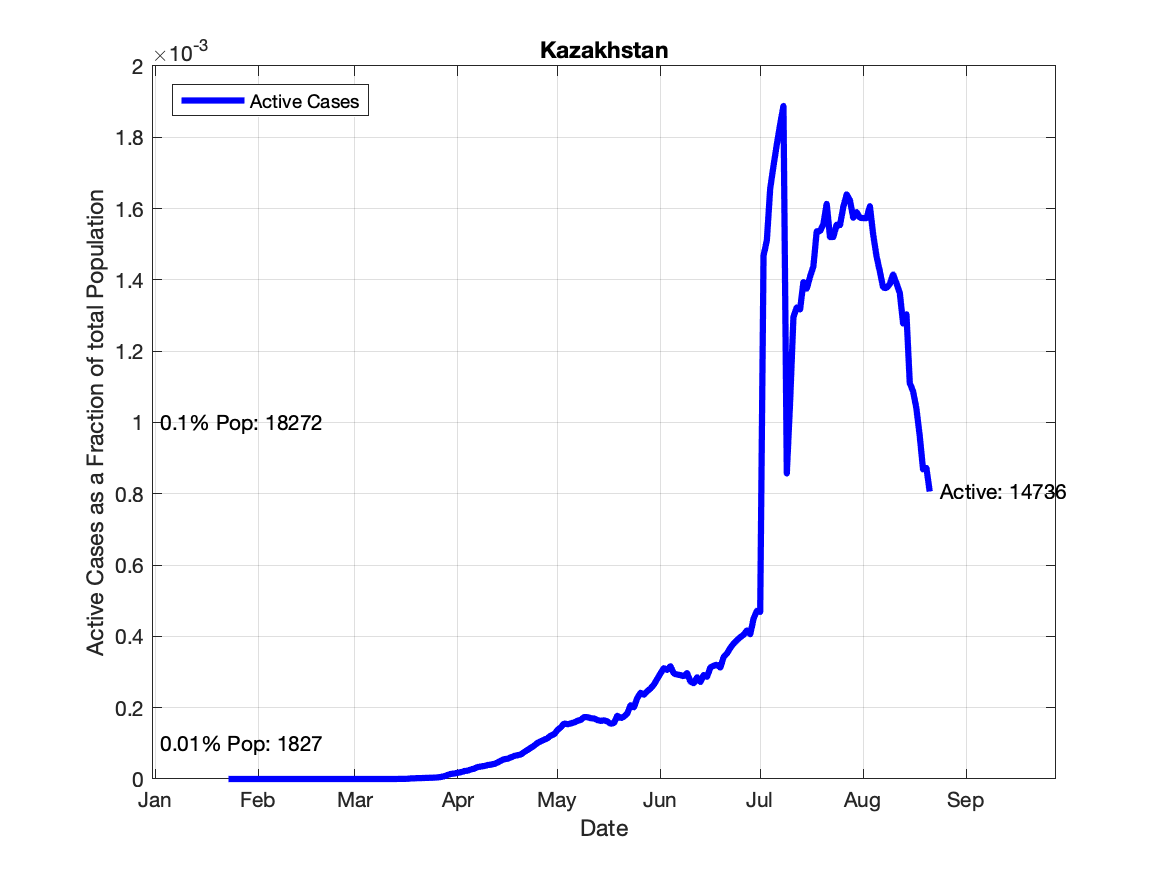 Kazakhstan
×10-3
2
Active Cases
1.8
1.6
1.4
1.2
1
0.1% Pop: 18272
0.8
Active: 14736
0.6
0.4
0.2
0.01% Pop: 1827
0
Jan Feb Mar Apr May Jun Jul Aug Sep
Date
Active Cases as a Fraction of total Population